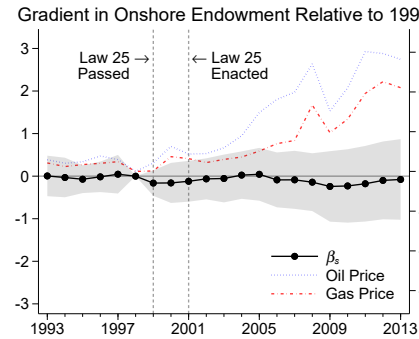 Gradient in Onshore Endowment Relative to 199
3
2
1
0
-1
-2
-3
Law 25 → ← Law 25
Passed Enacted
βs
Oil Price
Gas Price
1993 1997 2001 2005 2009 2013